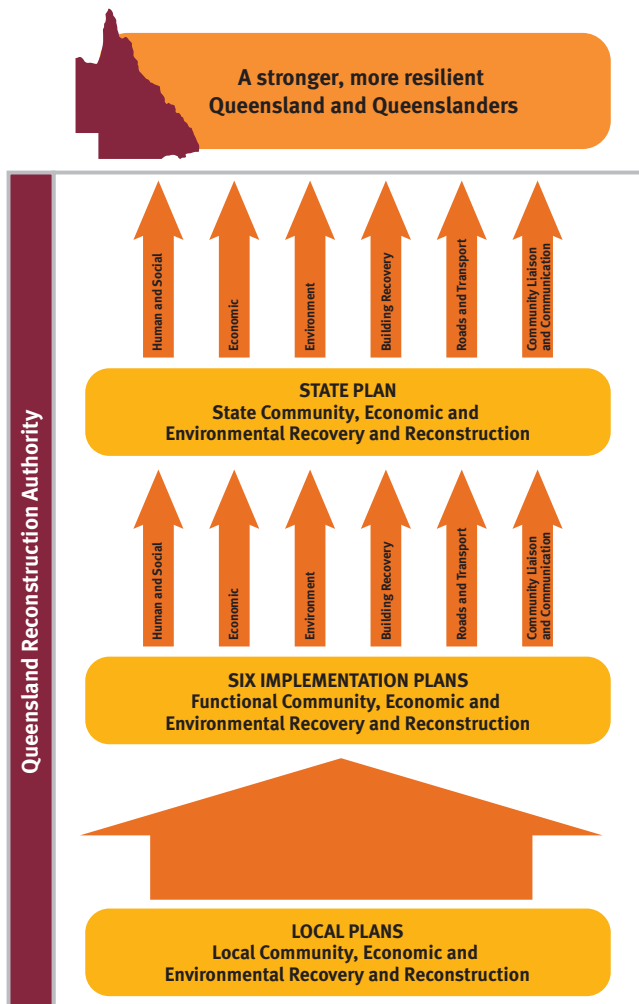 A stronger, more resilient
Queensland and Queenslanders
Queensland Reconstruction Authority
Human and Social
Economic
Environment
Building Recovery
Roads and Transport
Community Liaison
and Communication
STATE PLAN
State Community, Economic and
Environmental Recovery and Reconstruction
Human and Social
Economic
Environment
Building Recovery
Roads and Transport
Community Liaison
and Communication
SIX IMPLEMENTATION PLANS
Functional Community, Economic and
Environmental Recovery and Reconstruction
LOCAL PLANS
Local Community, Economic and
Environmental Recovery and Reconstruction